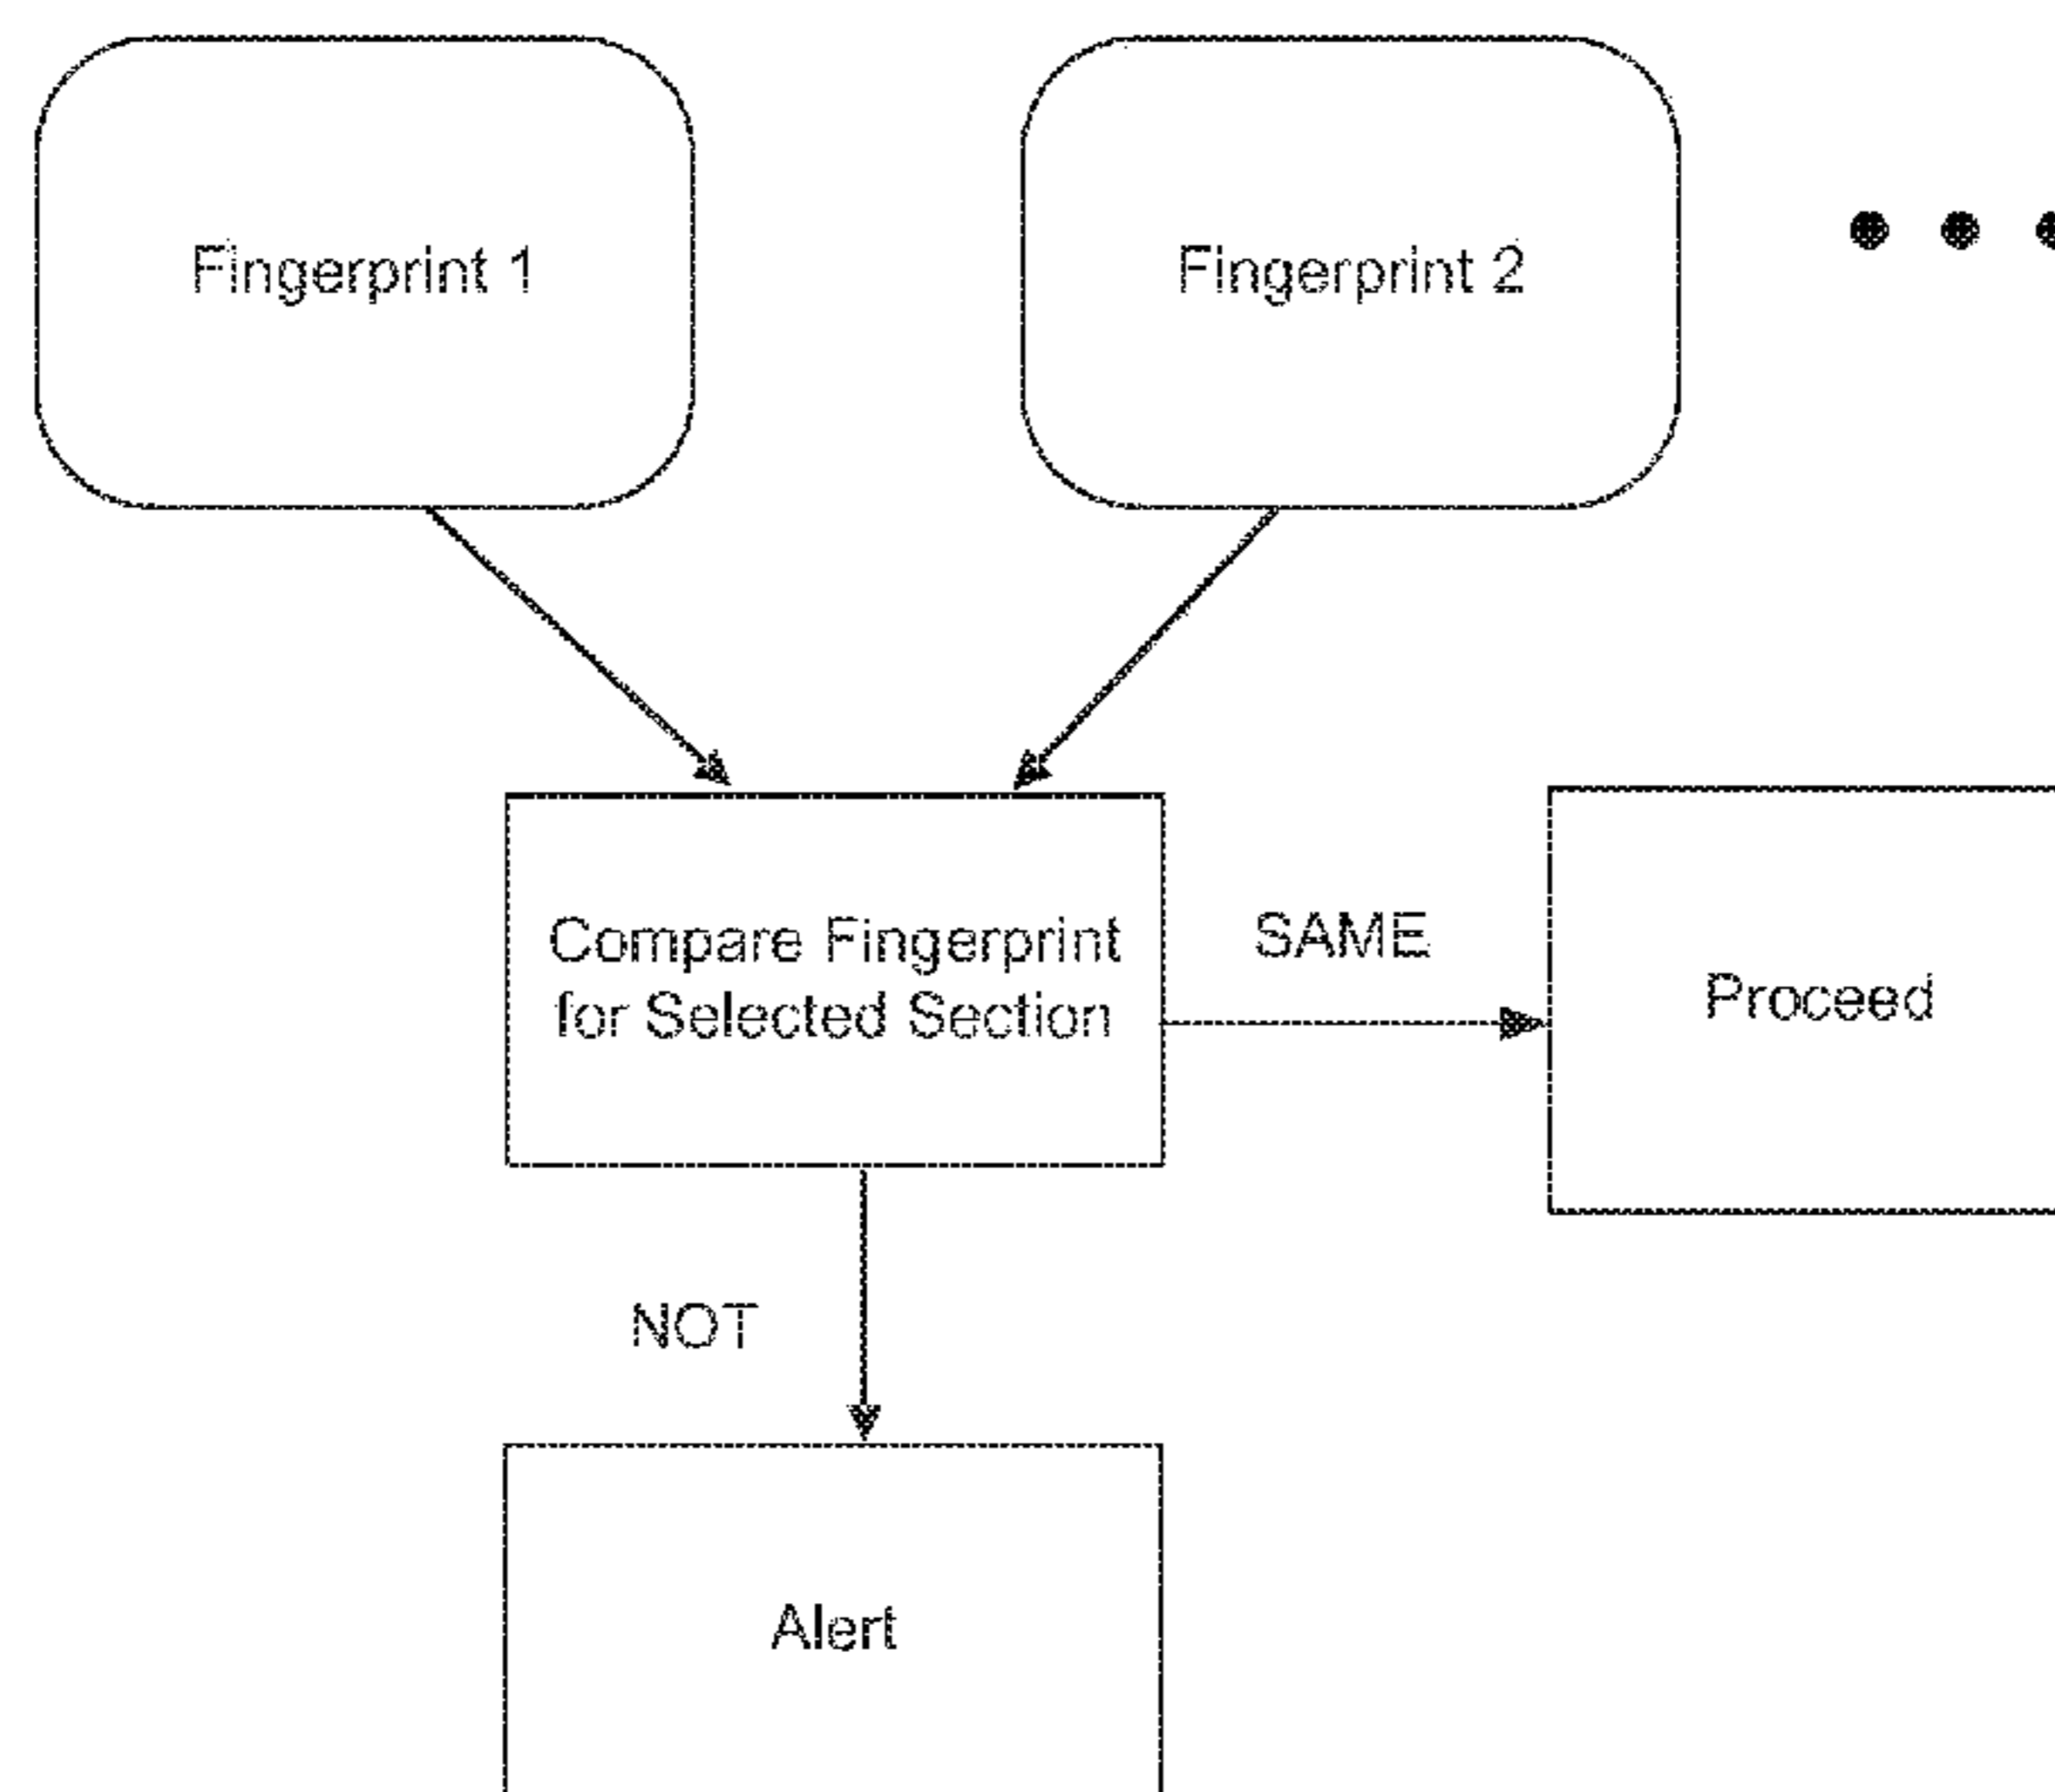 Fingerprint 1
Fingerprint 2
Compare Fingerprint
for Selected Section
SAME
Proceed
NOT
Alert